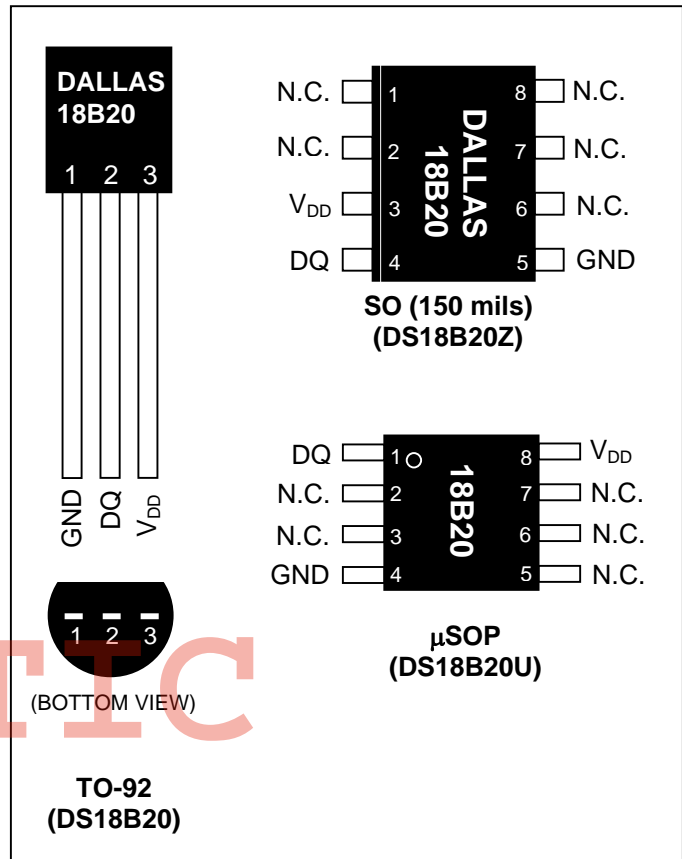 DALLAS
18B20
1 2 3
GND
DQ
VDD
1 2 3
(BOTTOM VIEW)
TO-92
(DS18B20)
N.C. 1 8 N.C.
N.C. 2 7 N.C.
VDD 3 6 N.C.
DQ 4 5 GND
DALLAS
18B20
SO (150 mils)
(DS18B20Z)
DQ 1 8 VDD
N.C. 2 7 N.C.
N.C. 3 6 N.C.
GND 4 5 N.C.
18B20
μSOP
(DS18B20U)
TIC